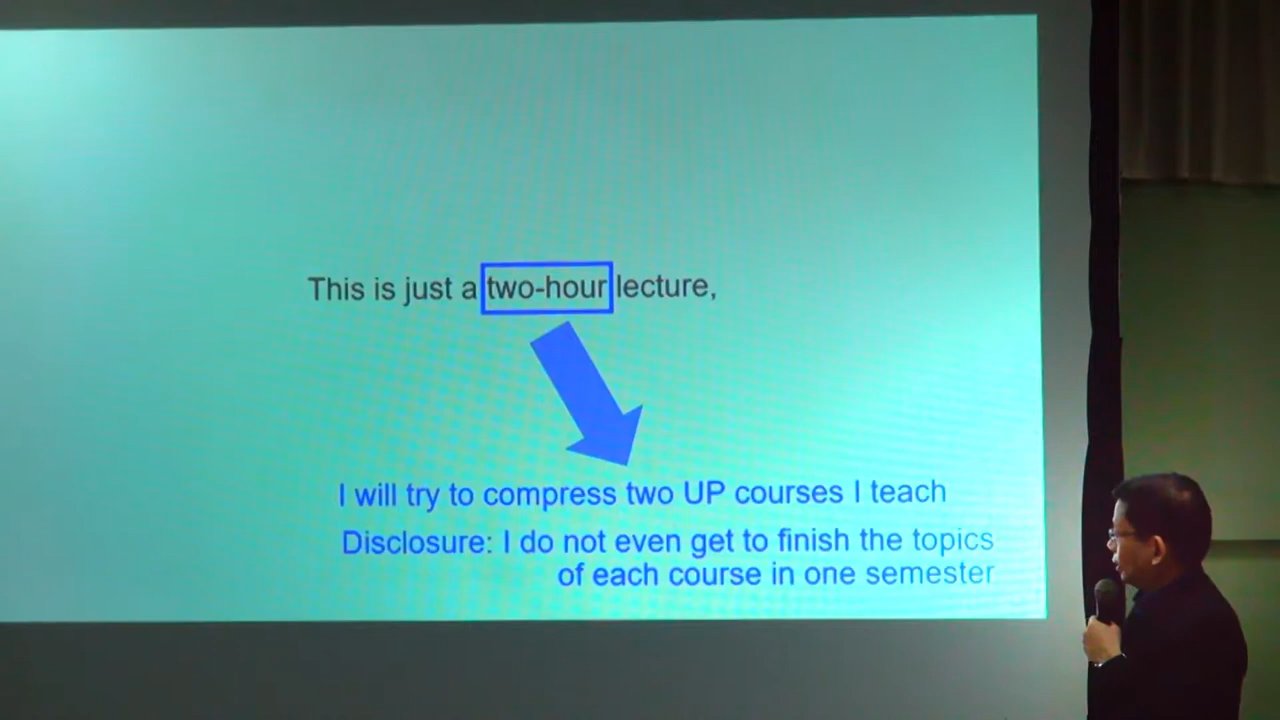 This is just a two-hour lecture,
I will try to compress two UP courses I teach
Disclosure: I do not even get to finish the topics
of each course in one semester